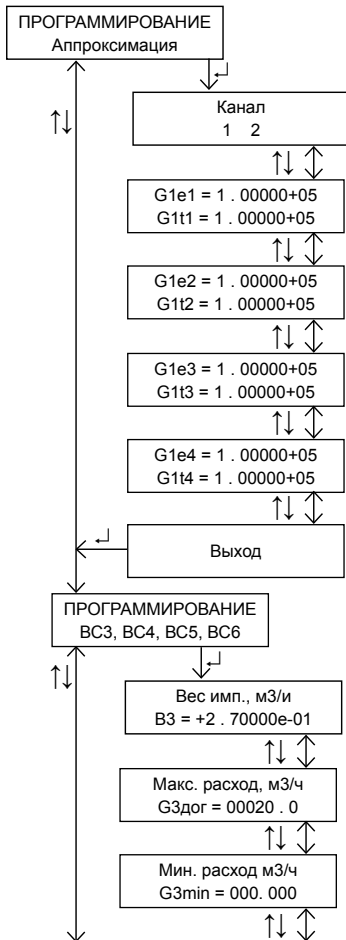 ПРОГРАММИРОВАНИЕ
Аппроксимация
Канал
1 2
G1e1 = 1 . 00000+05
G1t1 = 1 . 00000+05
G1e2 = 1 . 00000+05
G1t2 = 1 . 00000+05
G1e3 = 1 . 00000+05
G1t3 = 1 . 00000+05
G1e4 = 1 . 00000+05
G1t4 = 1 . 00000+05
Выход
ПРОГРАММИРОВАНИЕ
ВС3, ВС4, ВС5, ВС6
Вес имп., м3/и
В3 = +2 . 70000е-01
Макс. расход, м3/ч
G3дог = 00020 . 0
Мин. расход м3/ч
G3min = 000. 000